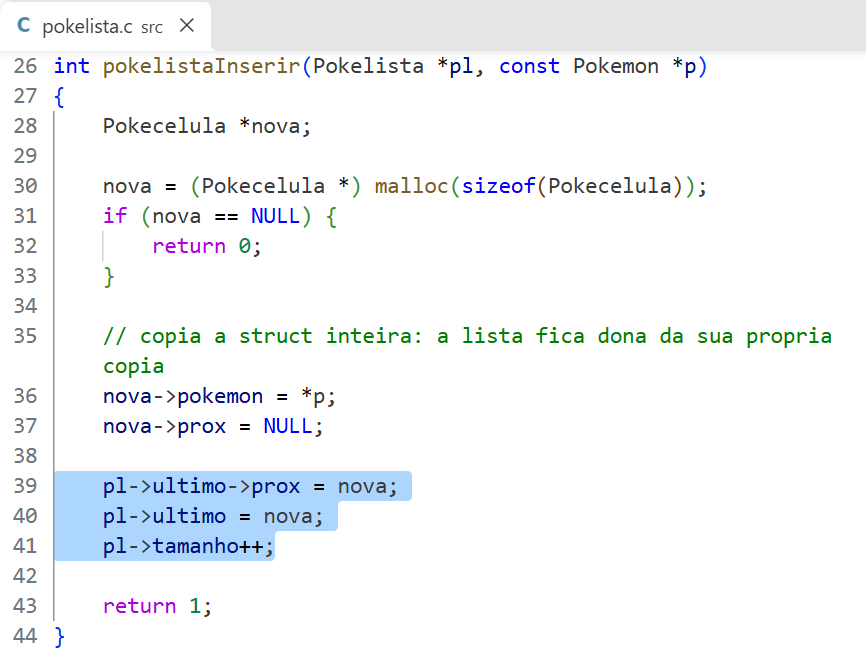 C pokelista.c src ×
26 int pokelistaInserir(Pokelista *pl, const Pokemon *p)
27 {
28     Pokecelula *nova;
29
30     nova = (Pokecelula *) malloc(sizeof(Pokecelula));
31     if (nova == NULL) {
32         return 0;
33     }
34
35     // copia a struct inteira: a lista fica dona da sua propria
copia
36     nova->pokemon = *p;
37     nova->prox = NULL;
38
39     pl->ultimo->prox = nova;
40     pl->ultimo = nova;
41     pl->tamanho++;
42
43     return 1;
44 }